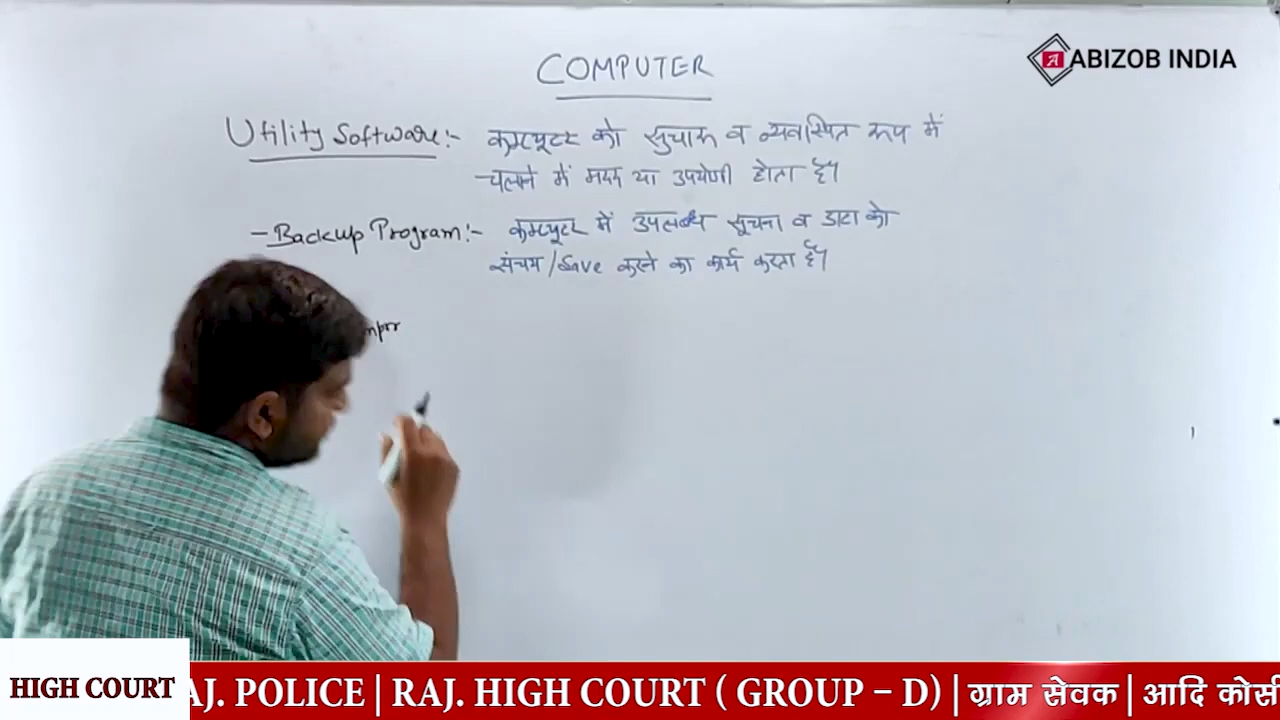 COMPUTER
ABIZOB INDIA
Utility Software:- कम्प्यूटर को सुचारू व व्यवस्थित रूप में
चलाने में मदद या उपयोगी होता है।
- Backup Program:- कम्प्यूटर में उपलब्ध सूचना व डाटा को
संचय / Save करने का कार्य करता है।
HIGH COURT
AJ. POLICE | RAJ. HIGH COURT ( GROUP – D) | ग्राम सेवक | आदि कोर्स